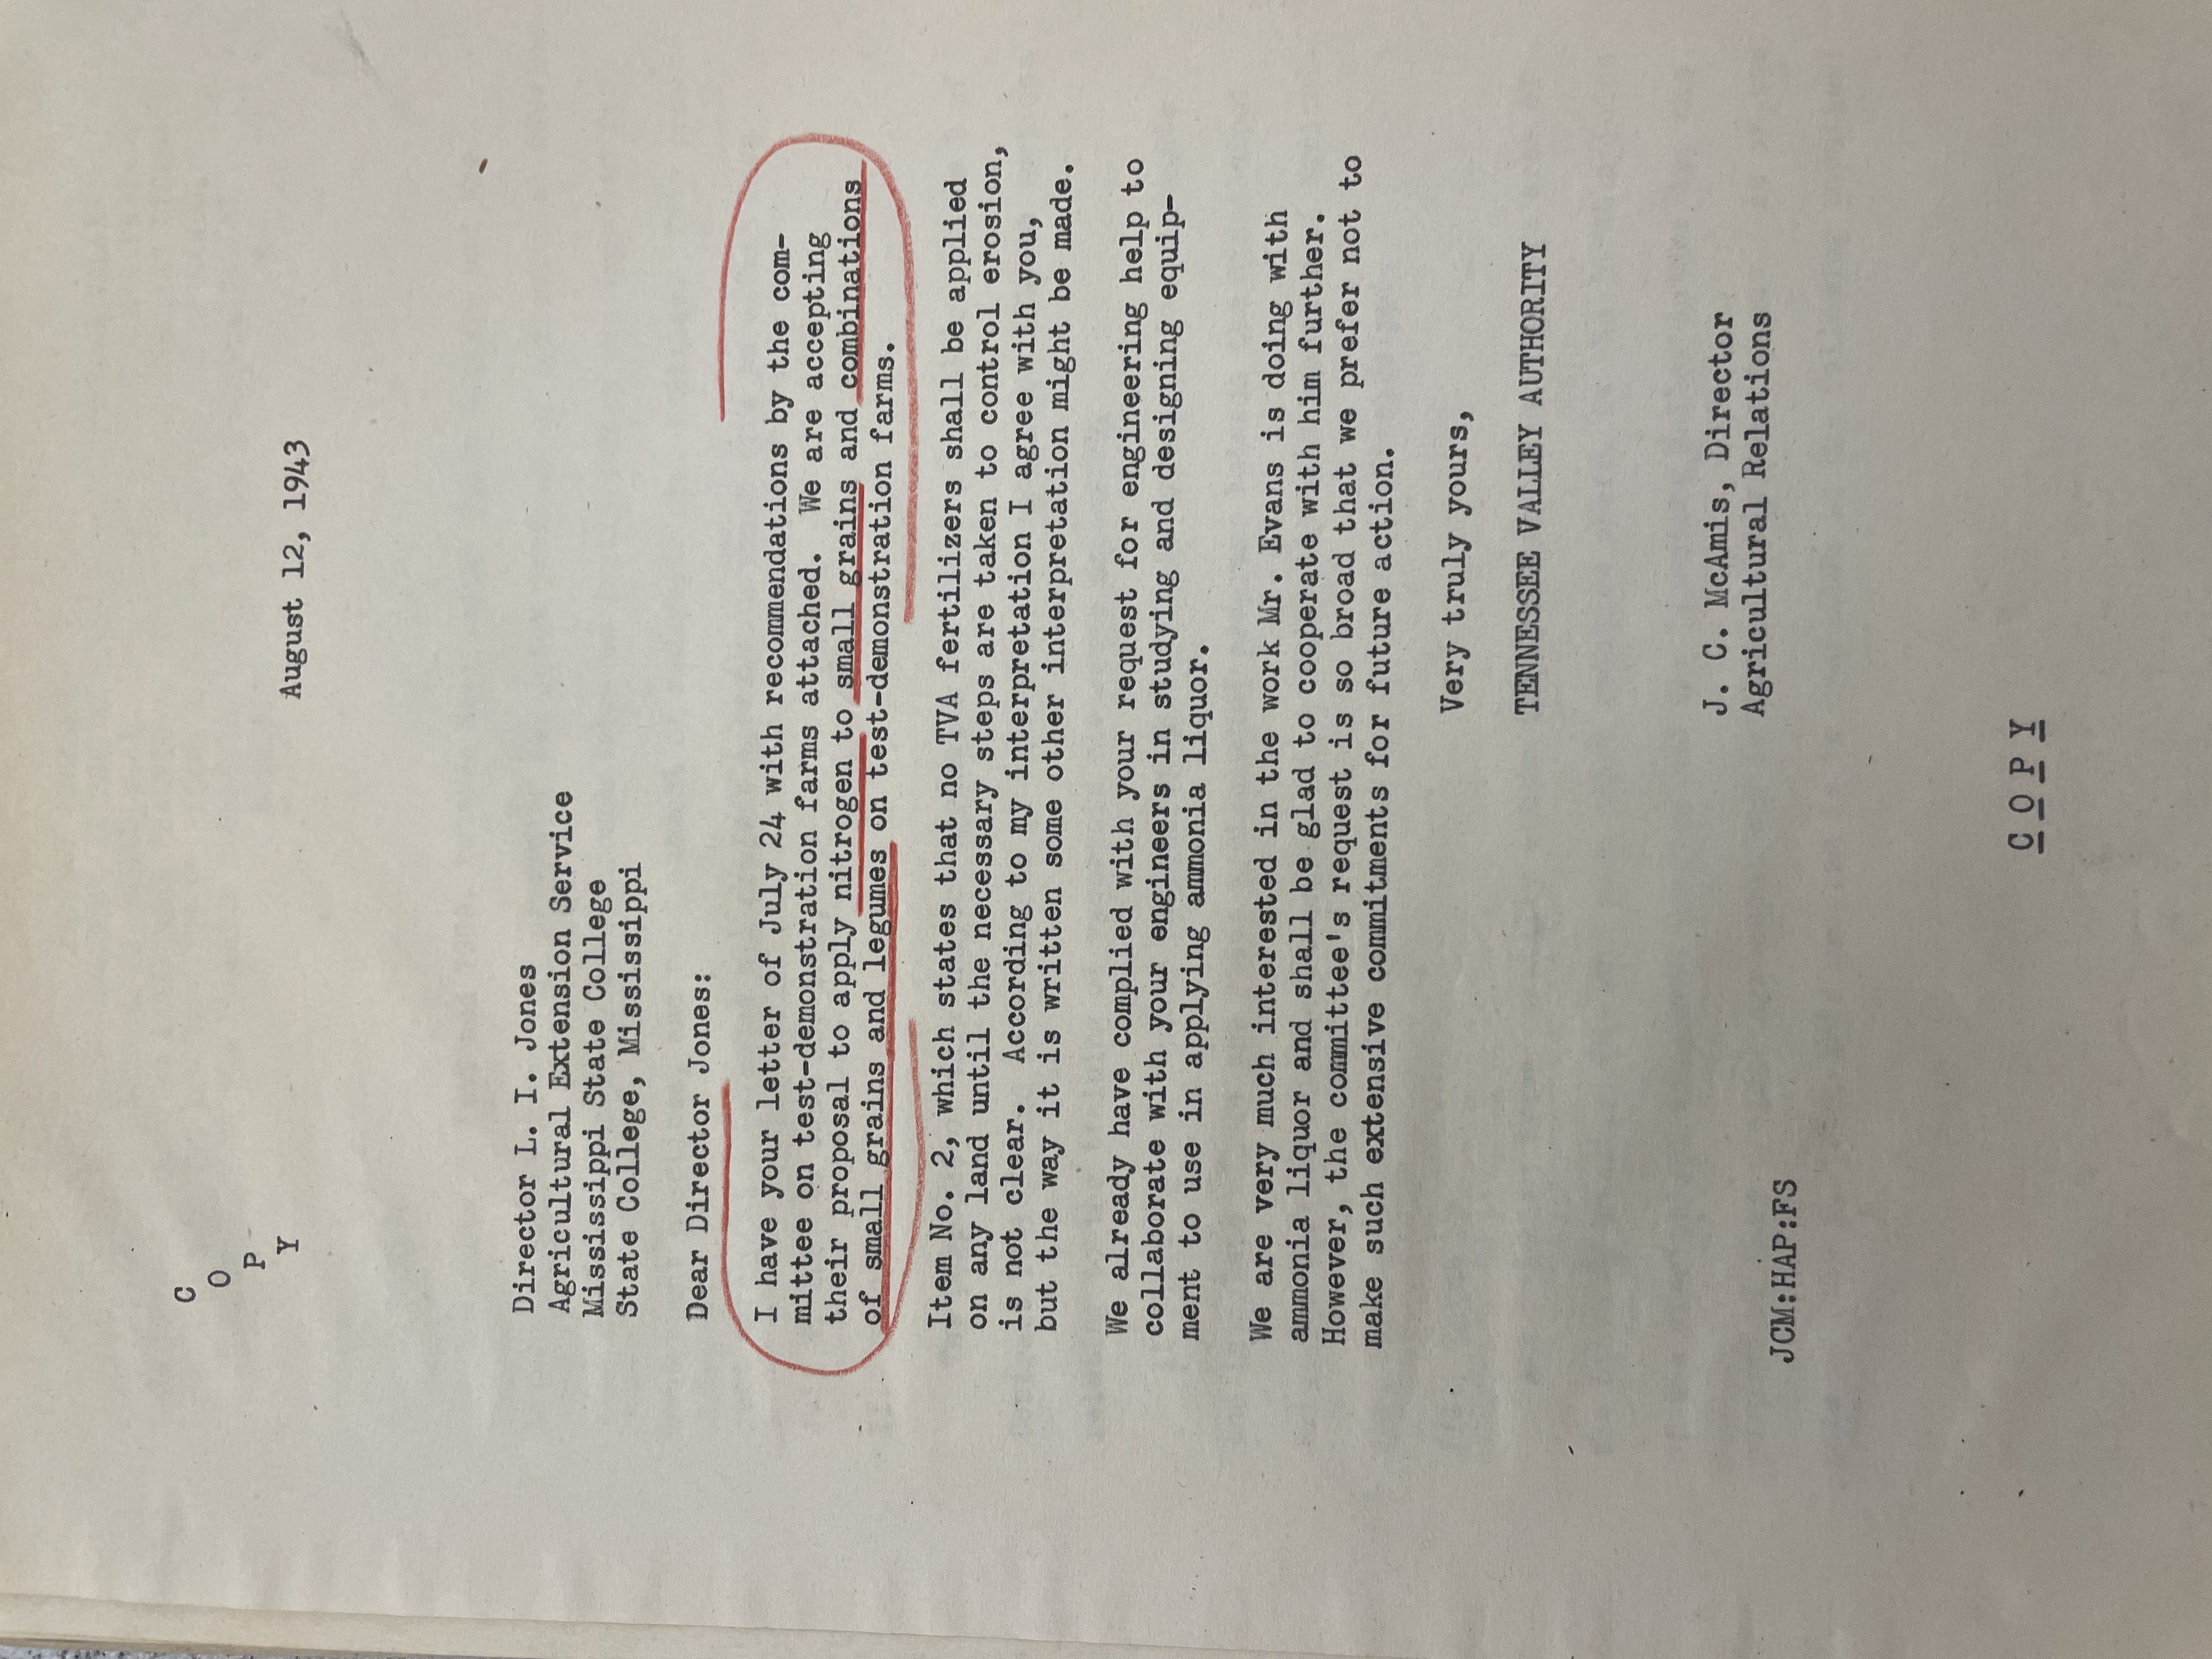 C
O
P
Y
August 12, 1943
Director L. I. Jones
Agricultural Extension Service
Mississippi State College
State College, Mississippi
Dear Director Jones:
I have your letter of July 24 with recommendations by the com-
mittee on test-demonstration farms attached. We are accepting
their proposal to apply nitrogen to small grains and combinations
of small grains and legumes on test-demonstration farms.
Item No. 2, which states that no TVA fertilizers shall be applied
on any land until the necessary steps are taken to control erosion,
is not clear. According to my interpretation I agree with you,
but the way it is written some other interpretation might be made.
We already have complied with your request for engineering help to
collaborate with your engineers in studying and designing equip-
ment to use in applying ammonia liquor.
We are very much interested in the work Mr. Evans is doing with
ammonia liquor and shall be glad to cooperate with him further.
However, the committee's request is so broad that we prefer not to
make such extensive commitments for future action.
Very truly yours,
TENNESSEE VALLEY AUTHORITY
J. C. McAmis, Director
Agricultural Relations
JCM:HAP:FS
C O P Y